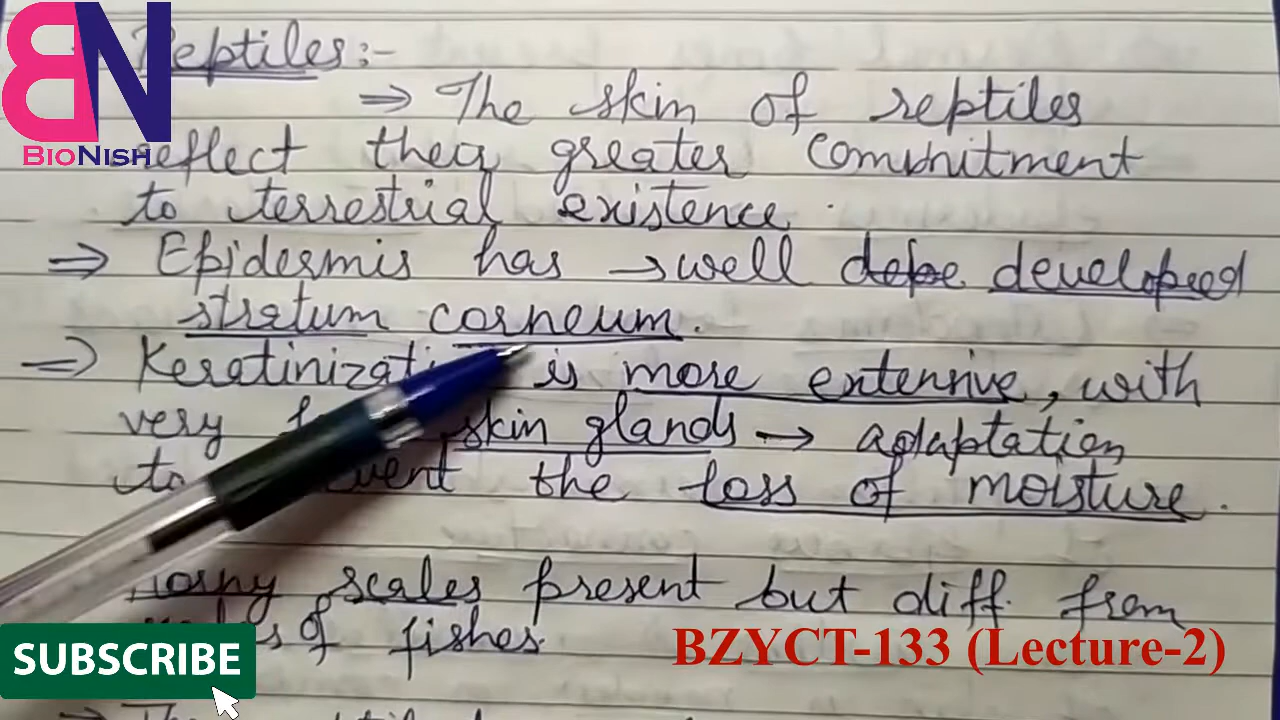 BN
BIONISH
Reptiles:-
⇒ The skin of reptiles
reflect their greater commitment
to terrestrial existence.
⇒ Epidermis has → well developed
stratum corneum.
⇒ is more extensive, with
very skin glands → adaptation
to the loss of moisture.
Horny scales present but diff. from
of fishes.
SUBSCRIBE
BZYCT-133 (Lecture-2)